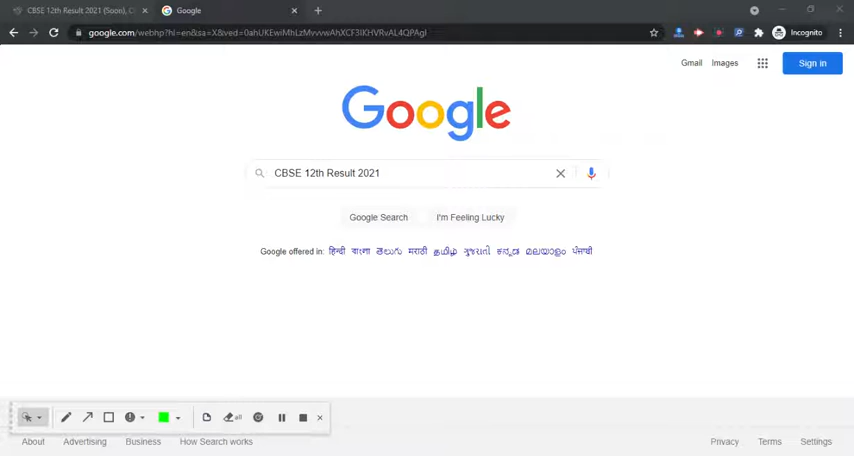 CBSE 12th Result 2021 (Soon), C
Google
google.com/webhp?hl=en&sa=X&ved=0ahUKEwiMhLzMvvvwAhXCF3IKHVRvAL4QPAgI
Incognito
Gmail Images Sign in
Google
CBSE 12th Result 2021
Google Search I'm Feeling Lucky
Google offered in: हिन्दी বাংলা తెలుగు मराठी தமிழ் ગુજરાતી ಕನ್ನಡ മലയാളം ਪੰਜਾਬੀ
all
About Advertising Business How Search works Privacy Terms Settings